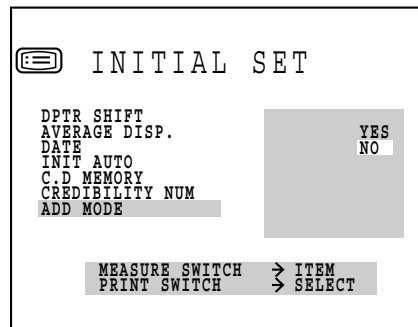 INITIAL SET
DPTR SHIFT
AVERAGE DISP.
DATE
INIT AUTO
C.D MEMORY
CREDIBILITY NUM
ADD MODE
YES
NO
MEASURE SWITCH → ITEM
PRINT SWITCH → SELECT